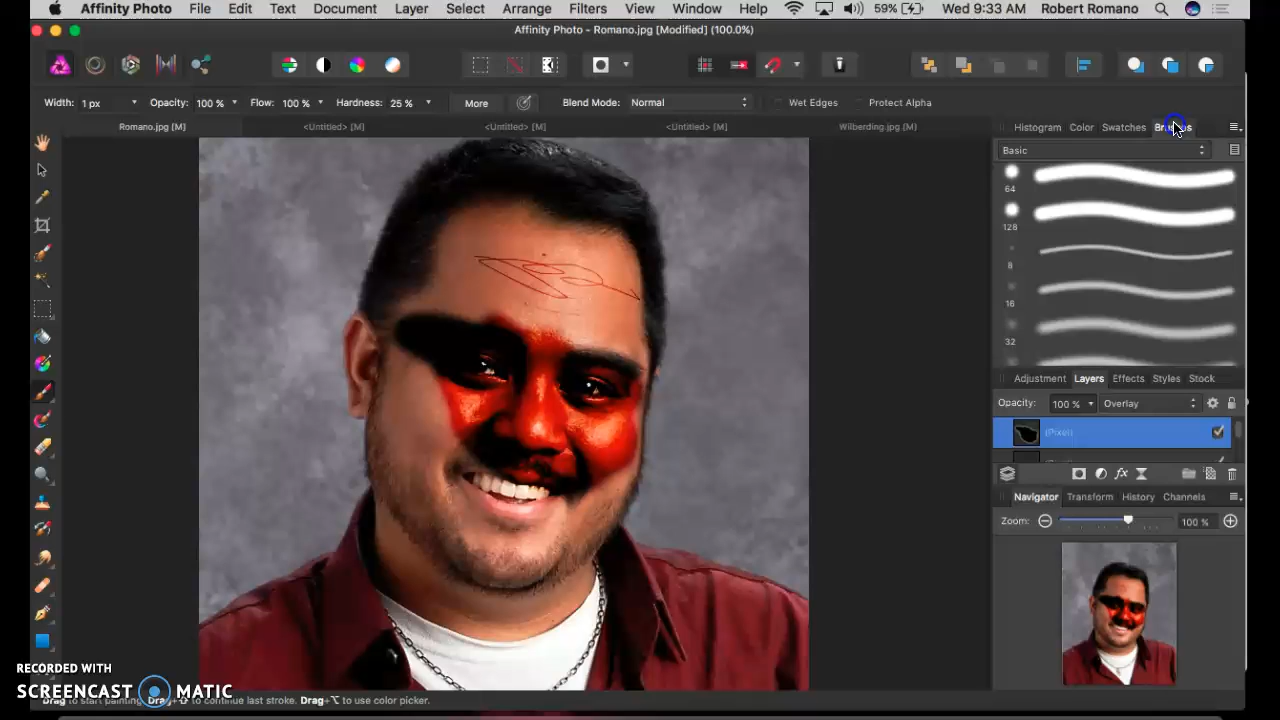 Affinity Photo File Edit Text Document Layer Select Arrange Filters View Window Help 59% Wed 9:33 AM Robert Romano
Affinity Photo - Romano.jpg [Modified] (100.0%)
Width: 1 px Opacity: 100 % Flow: 100 % Hardness: 25 % More Blend Mode: Normal Wet Edges Protect Alpha
Romano.jpg [M] <Untitled> [M] <Untitled> [M] <Untitled> [M] Wilberding.jpg [M] Histogram Color Swatches
Basic
64
128
8
16
32
Adjustment Layers Effects Styles Stock
Opacity: 100 % Overlay
(Pixel)
Navigator Transform History Channels
Zoom: 100 %
RECORDED WITH
SCREENCAST MATIC
Drag to start painting. Drag+⇧ to continue last stroke. Drag+⌥ to use color picker.